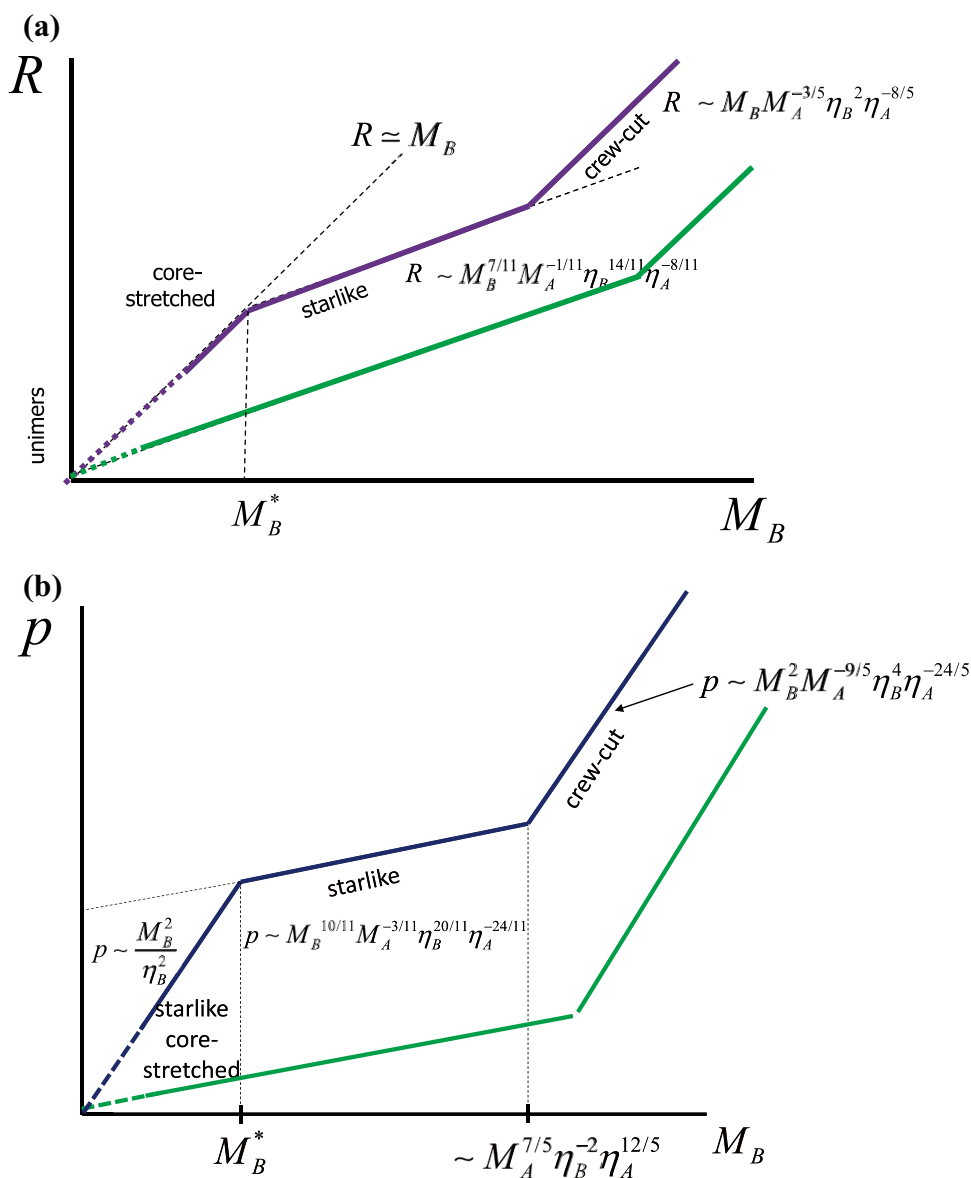 (a)
R
R ~ M_B M_A^{-3/5} η_B^2 η_A^{-8/5}
R ≃ M_B
crew-cut
core-
stretched
R ~ M_B^{7/11} M_A^{-1/11} η_B^{14/11} η_A^{-8/11}
starlike
unimers
M_B^*
M_B
(b)
p
p ~ M_B^2 M_A^{-9/5} η_B^4 η_A^{-24/5}
crew-cut
starlike
p ~ M_B^2 / η_B^2
p ~ M_B^{10/11} M_A^{-3/11} η_B^{20/11} η_A^{-24/11}
starlike
core-
stretched
M_B^*
~ M_A^{7/5} η_B^{-2} η_A^{12/5}
M_B